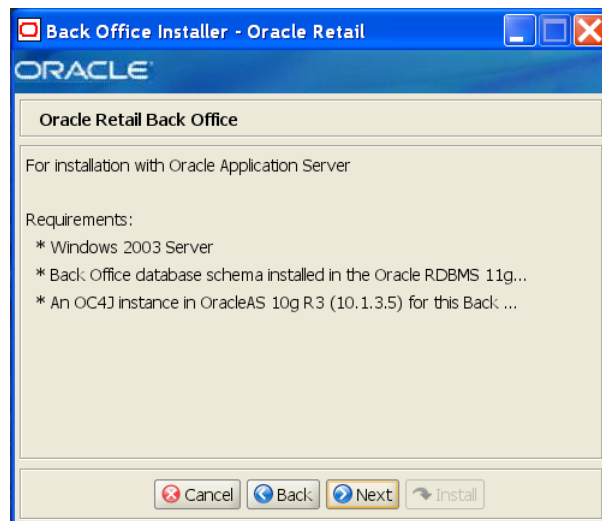 Back Office Installer - Oracle Retail
ORACLE
Oracle Retail Back Office
For installation with Oracle Application Server
Requirements:
* Windows 2003 Server
* Back Office database schema installed in the Oracle RDBMS 11g...
* An OC4J instance in OracleAS 10g R3 (10.1.3.5) for this Back ...
Cancel Back Next Install